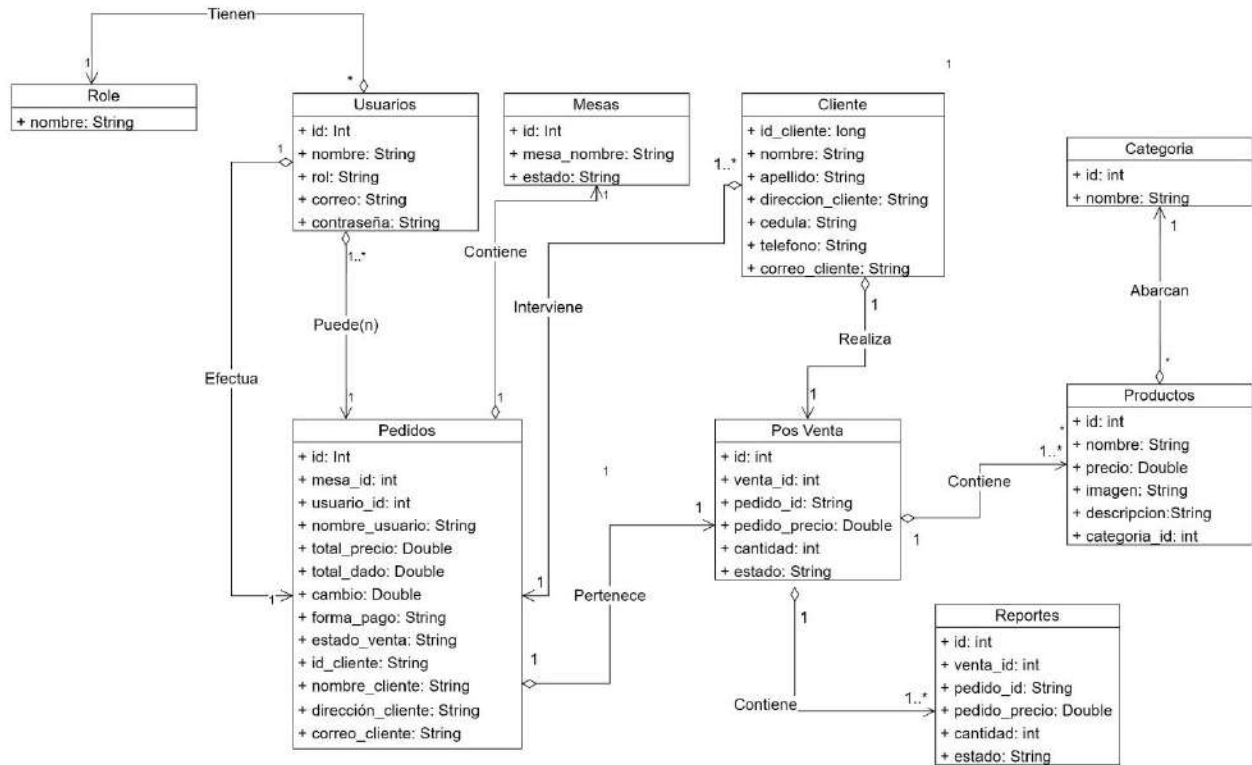 Tienen
1
*
Role
+ nombre: String
Usuarios
+ id: Int
+ nombre: String
+ rol: String
+ correo: String
+ contraseña: String
1
1..*
Mesas
+ id: Int
+ mesa_nombre: String
+ estado: String
1
1
Cliente
+ id_cliente: long
+ nombre: String
+ apellido: String
+ direccion_cliente: String
+ cedula: String
+ telefono: String
+ correo_cliente: String
1..*
1
Categoria
+ id: int
+ nombre: String
1
Contiene
Interviene
Puede(n)
Realiza
Abarcan
Efectua
*
1
1
1
Pedidos
+ id: Int
+ mesa_id: int
+ usuario_id: int
+ nombre_usuario: String
+ total_precio: Double
+ total_dado: Double
+ cambio: Double
+ forma_pago: String
+ estado_venta: String
+ id_cliente: String
+ nombre_cliente: String
+ dirección_cliente: String
+ correo_cliente: String
1
1
1
Pertenece
1
1
Pos Venta
+ id: int
+ venta_id: int
+ pedido_id: String
+ pedido_precio: Double
+ cantidad: int
+ estado: String
1
Contiene
1..*
*
Productos
+ id: int
+ nombre: String
+ precio: Double
+ imagen: String
+ descripcion:String
+ categoria_id: int
1
Contiene
1..*
Reportes
+ id: int
+ venta_id: int
+ pedido_id: String
+ pedido_precio: Double
+ cantidad: int
+ estado: String